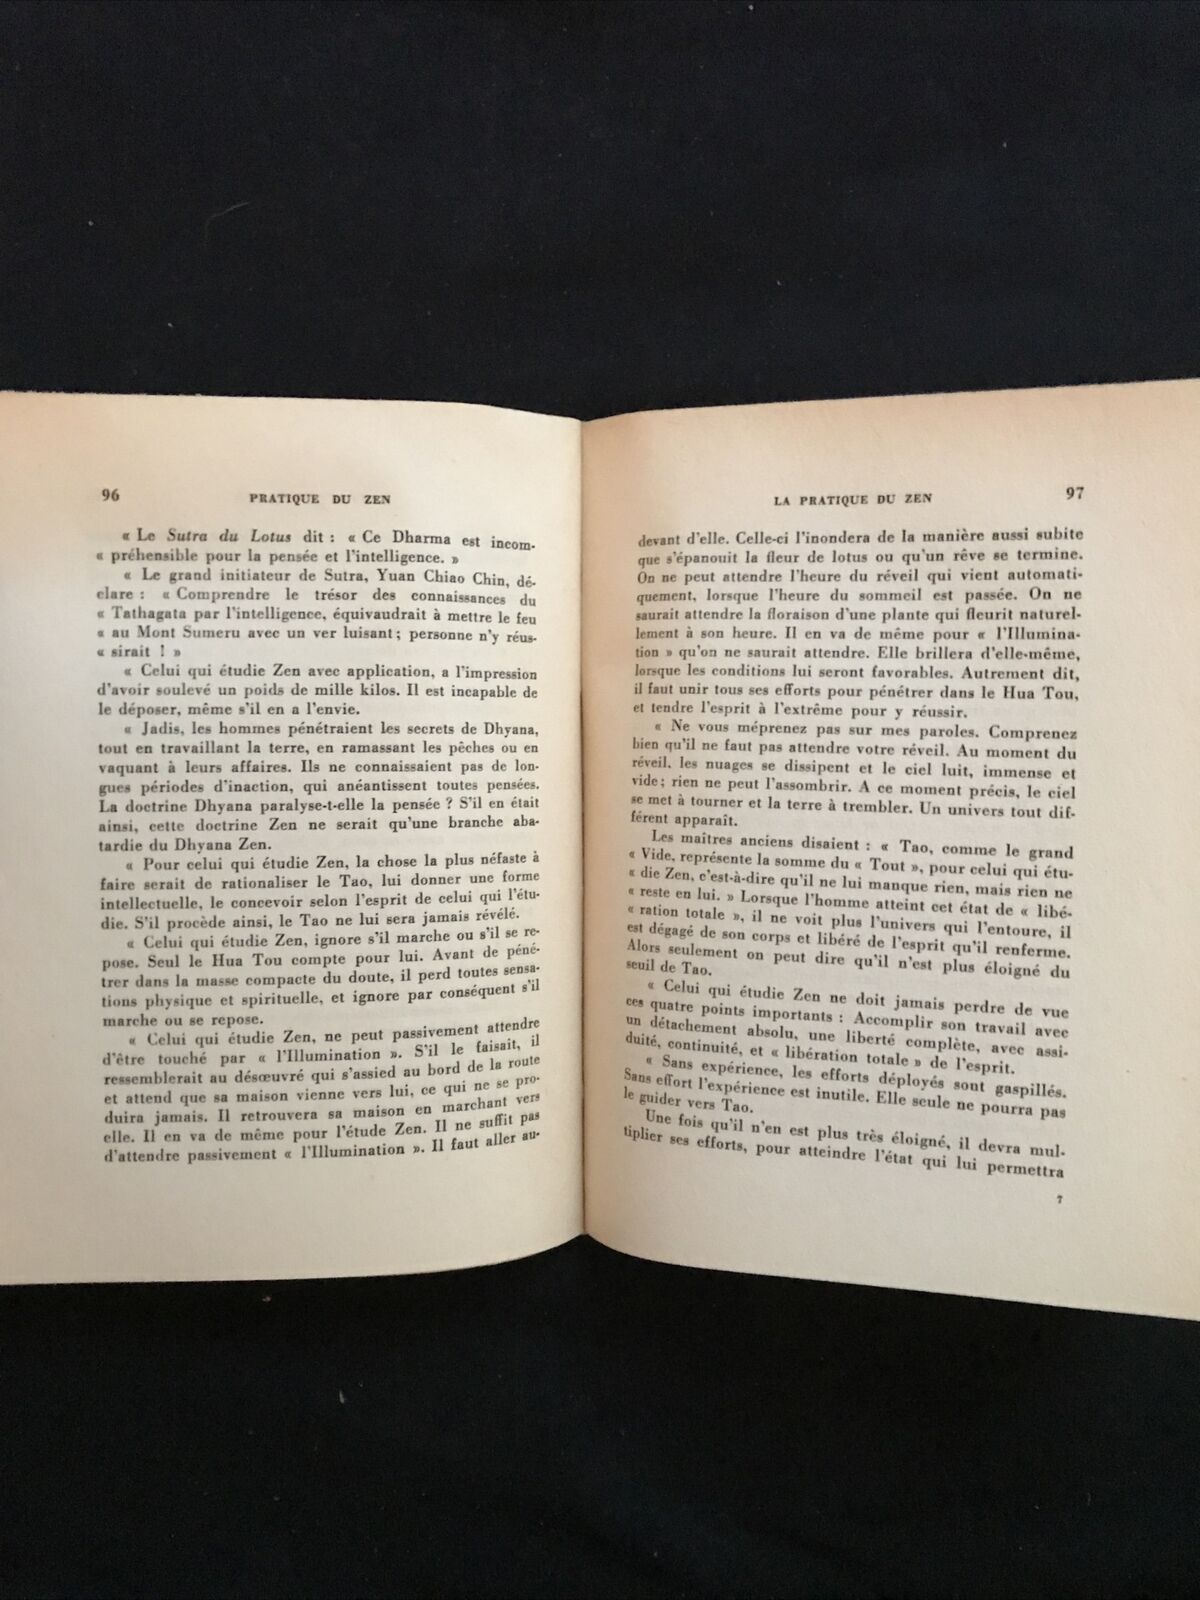 96
PRATIQUE DU ZEN
« Le Sutra du Lotus dit : « Ce Dharma est incom-
« préhensible pour la pensée et l'intelligence. »
« Le grand initiateur de Sutra, Yuan Chiao Chin, dé-
clare : « Comprendre le trésor des connaissances du
« Tathagata par l'intelligence, équivaudrait à mettre le feu
« au Mont Sumeru avec un ver luisant ; personne n'y réus-
« sirait ! »
« Celui qui étudie Zen avec application, a l'impression
d'avoir soulevé un poids de mille kilos. Il est incapable de
le déposer, même s'il en a l'envie.
« Jadis, les hommes pénétraient les secrets de Dhyana,
tout en travaillant la terre, en ramassant les pêches ou en
vaquant à leurs affaires. Ils ne connaissaient pas de lon-
gues périodes d'inaction, qui anéantissent toutes pensées.
La doctrine Dhyana paralyse-t-elle la pensée ? S'il en était
ainsi, cette doctrine Zen ne serait qu'une branche aba-
tardie du Dhyana Zen.
« Pour celui qui étudie Zen, la chose la plus néfaste à
faire serait de rationaliser le Tao, lui donner une forme
intellectuelle, le concevoir selon l'esprit de celui qui l'étu-
die. S'il procède ainsi, le Tao ne lui sera jamais révélé.
« Celui qui étudie Zen, ignore s'il marche ou s'il se re-
pose. Seul le Hua Tou compte pour lui. Avant de péné-
trer dans la masse compacte du doute, il perd toutes sensa-
tions physique et spirituelle, et ignore par conséquent s'il
marche ou se repose.
« Celui qui étudie Zen, ne peut passivement attendre
d'être touché par « l'Illumination ». S'il le faisait, il
ressemblerait au désœuvré qui s'assied au bord de la route
et attend que sa maison vienne vers lui, ce qui ne se pro-
duira jamais. Il retrouvera sa maison en marchant vers
elle. Il en va de même pour l'étude Zen. Il ne suffit pas
d'attendre passivement « l'Illumination ». Il faut aller au-
LA PRATIQUE DU ZEN
97
devant d'elle. Celle-ci l'inondera de la manière aussi subite
que s'épanouit la fleur de lotus ou qu'un rêve se termine.
On ne peut attendre l'heure du réveil qui vient automati-
quement, lorsque l'heure du sommeil est passée. On ne
saurait attendre la floraison d'une plante qui fleurit naturel-
lement à son heure. Il en va de même pour « l'Illumina-
tion » qu'on ne saurait attendre. Elle brillera d'elle-même,
lorsque les conditions lui seront favorables. Autrement dit,
il faut unir tous ses efforts pour pénétrer dans le Hua Tou,
et tendre l'esprit à l'extrême pour y réussir.
« Ne vous méprenez pas sur mes paroles. Comprenez
bien qu'il ne faut pas attendre votre réveil. Au moment du
réveil, les nuages se dissipent et le ciel luit, immense et
vide ; rien ne peut l'assombrir. A ce moment précis, le ciel
se met à tourner et la terre à trembler. Un univers tout dif-
férent apparaît.
Les maîtres anciens disaient : « Tao, comme le grand
« Vide, représente la somme du « Tout », pour celui qui étu-
« die Zen, c'est-à-dire qu'il ne lui manque rien, mais rien ne
« reste en lui. » Lorsque l'homme atteint cet état de « libé-
« ration totale », il ne voit plus l'univers qui l'entoure, il
est dégagé de son corps et libéré de l'esprit qu'il renferme.
Alors seulement on peut dire qu'il n'est plus éloigné du
seuil de Tao.
« Celui qui étudie Zen ne doit jamais perdre de vue
ces quatre points importants : Accomplir son travail avec
un détachement absolu, une liberté complète, avec assi-
duité, continuité, et « libération totale » de l'esprit.
« Sans expérience, les efforts déployés sont gaspillés.
Sans effort l'expérience est inutile. Elle seule ne pourra pas
le guider vers Tao.
Une fois qu'il n'en est plus très éloigné, il devra mul-
tiplier ses efforts, pour atteindre l'état qui lui permettra
7